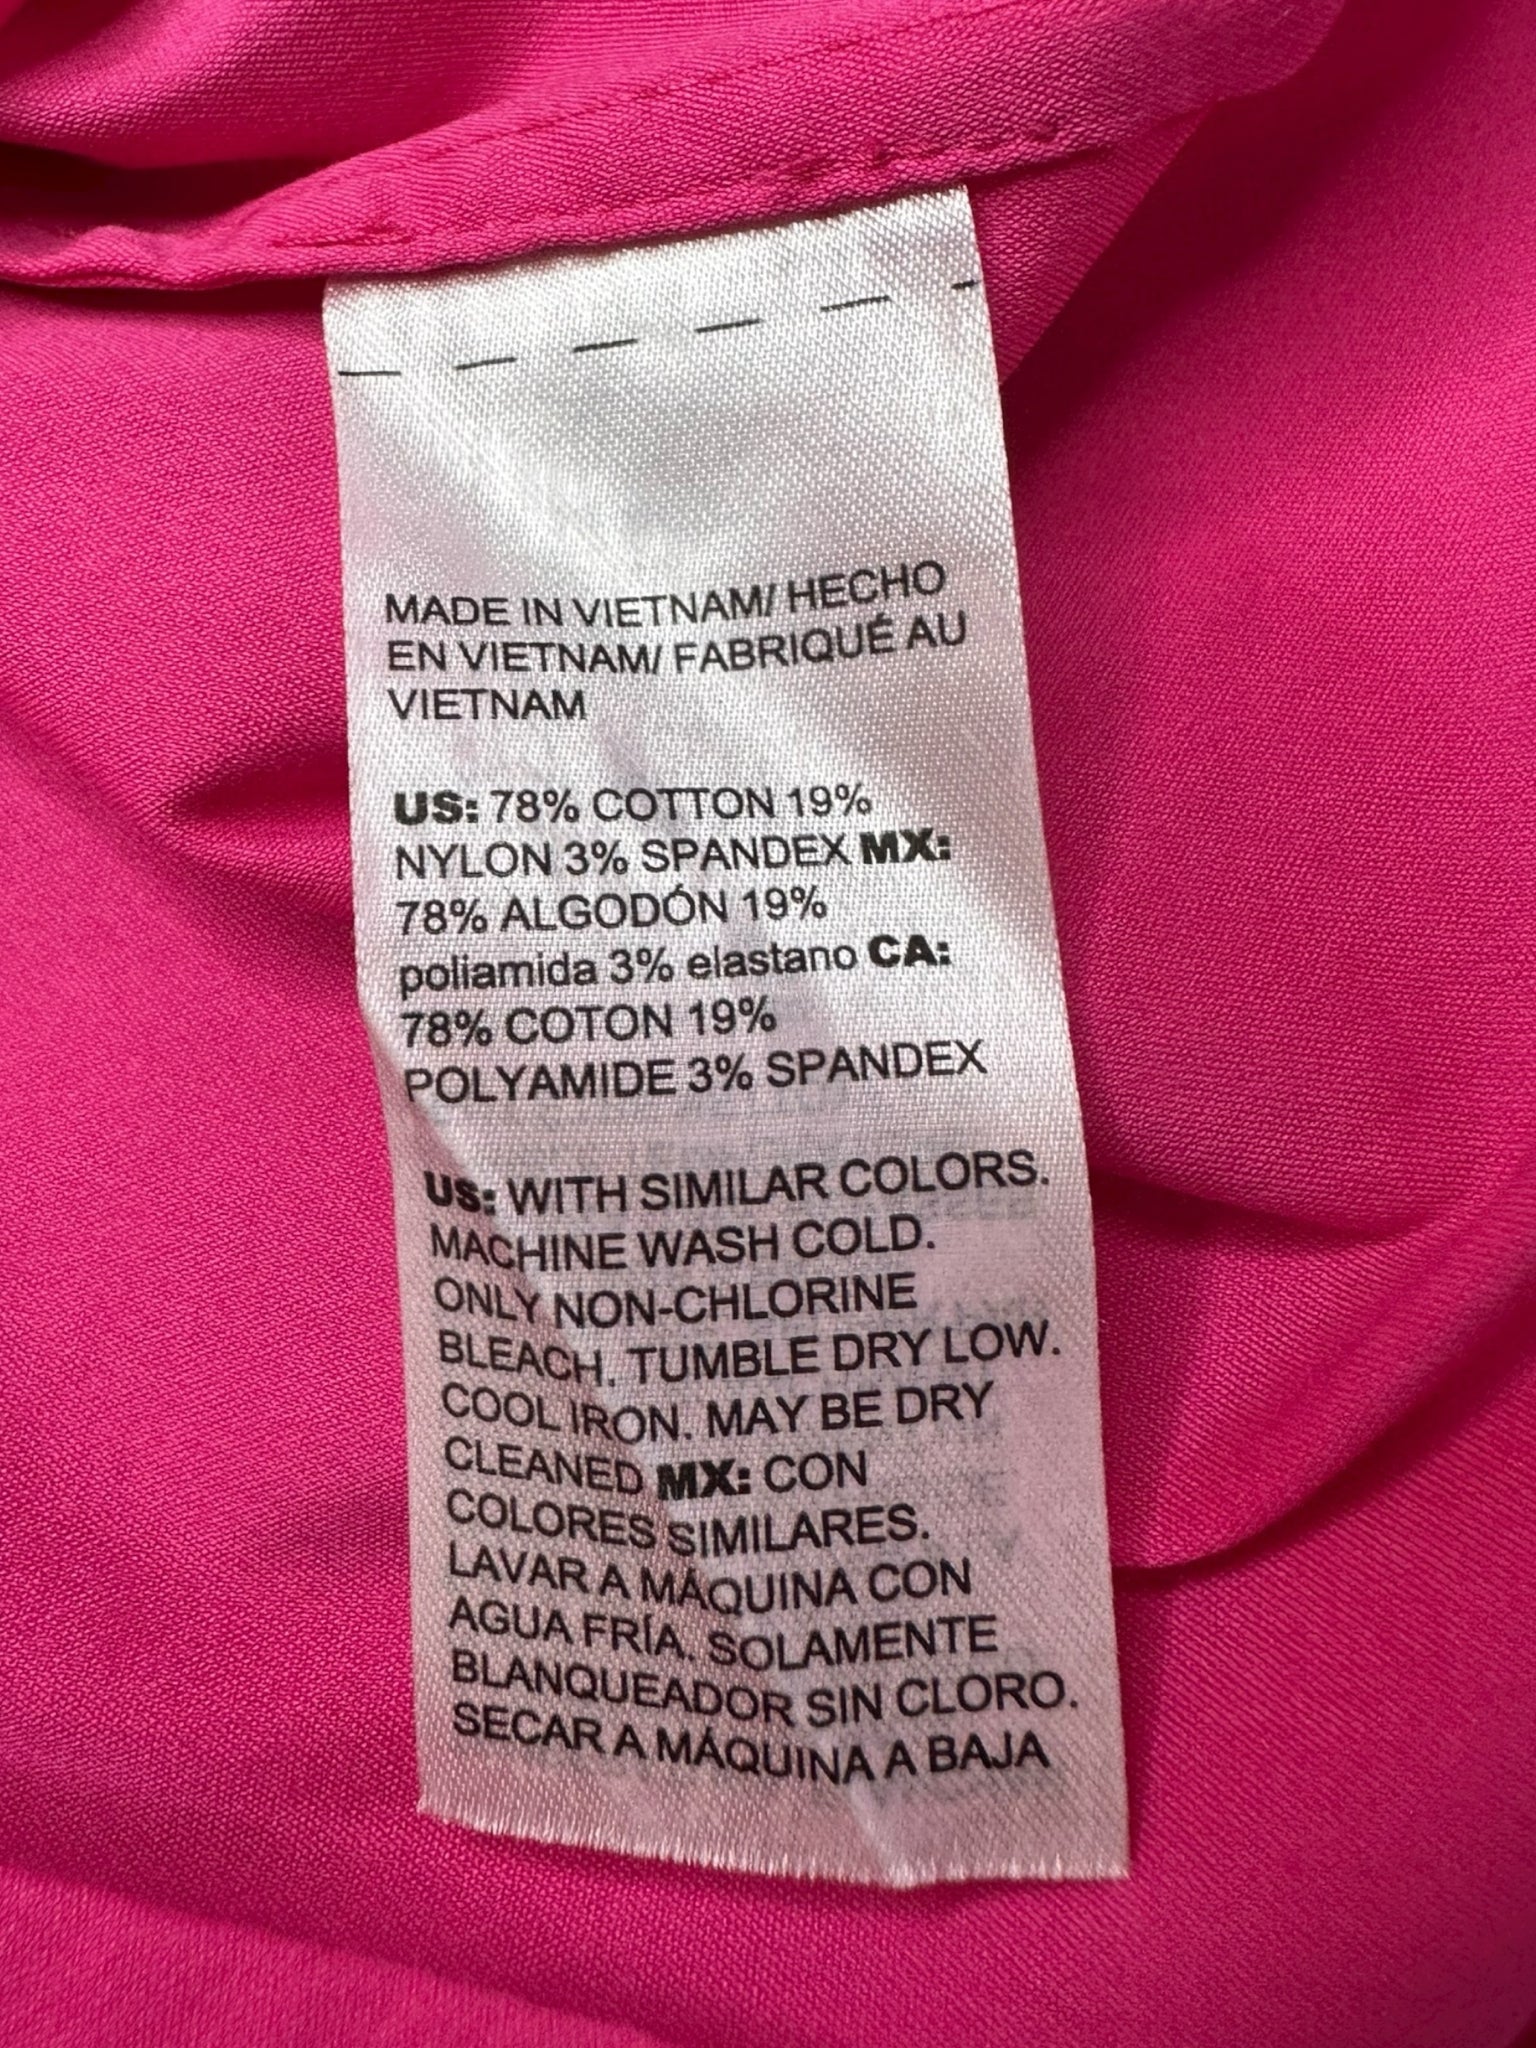 MADE IN VIETNAM/ HECHO
EN VIETNAM/ FABRIQUÉ AU
VIETNAM
US: 78% COTTON 19%
NYLON 3% SPANDEX MX:
78% ALGODÓN 19%
poliamida 3% elastano CA:
78% COTON 19%
POLYAMIDE 3% SPANDEX
US: WITH SIMILAR COLORS.
MACHINE WASH COLD.
ONLY NON-CHLORINE
BLEACH. TUMBLE DRY LOW.
COOL IRON. MAY BE DRY
CLEANED MX: CON
COLORES SIMILARES.
LAVAR A MÁQUINA CON
AGUA FRÍA. SOLAMENTE
BLANQUEADOR SIN CLORO.
SECAR A MÁQUINA A BAJA